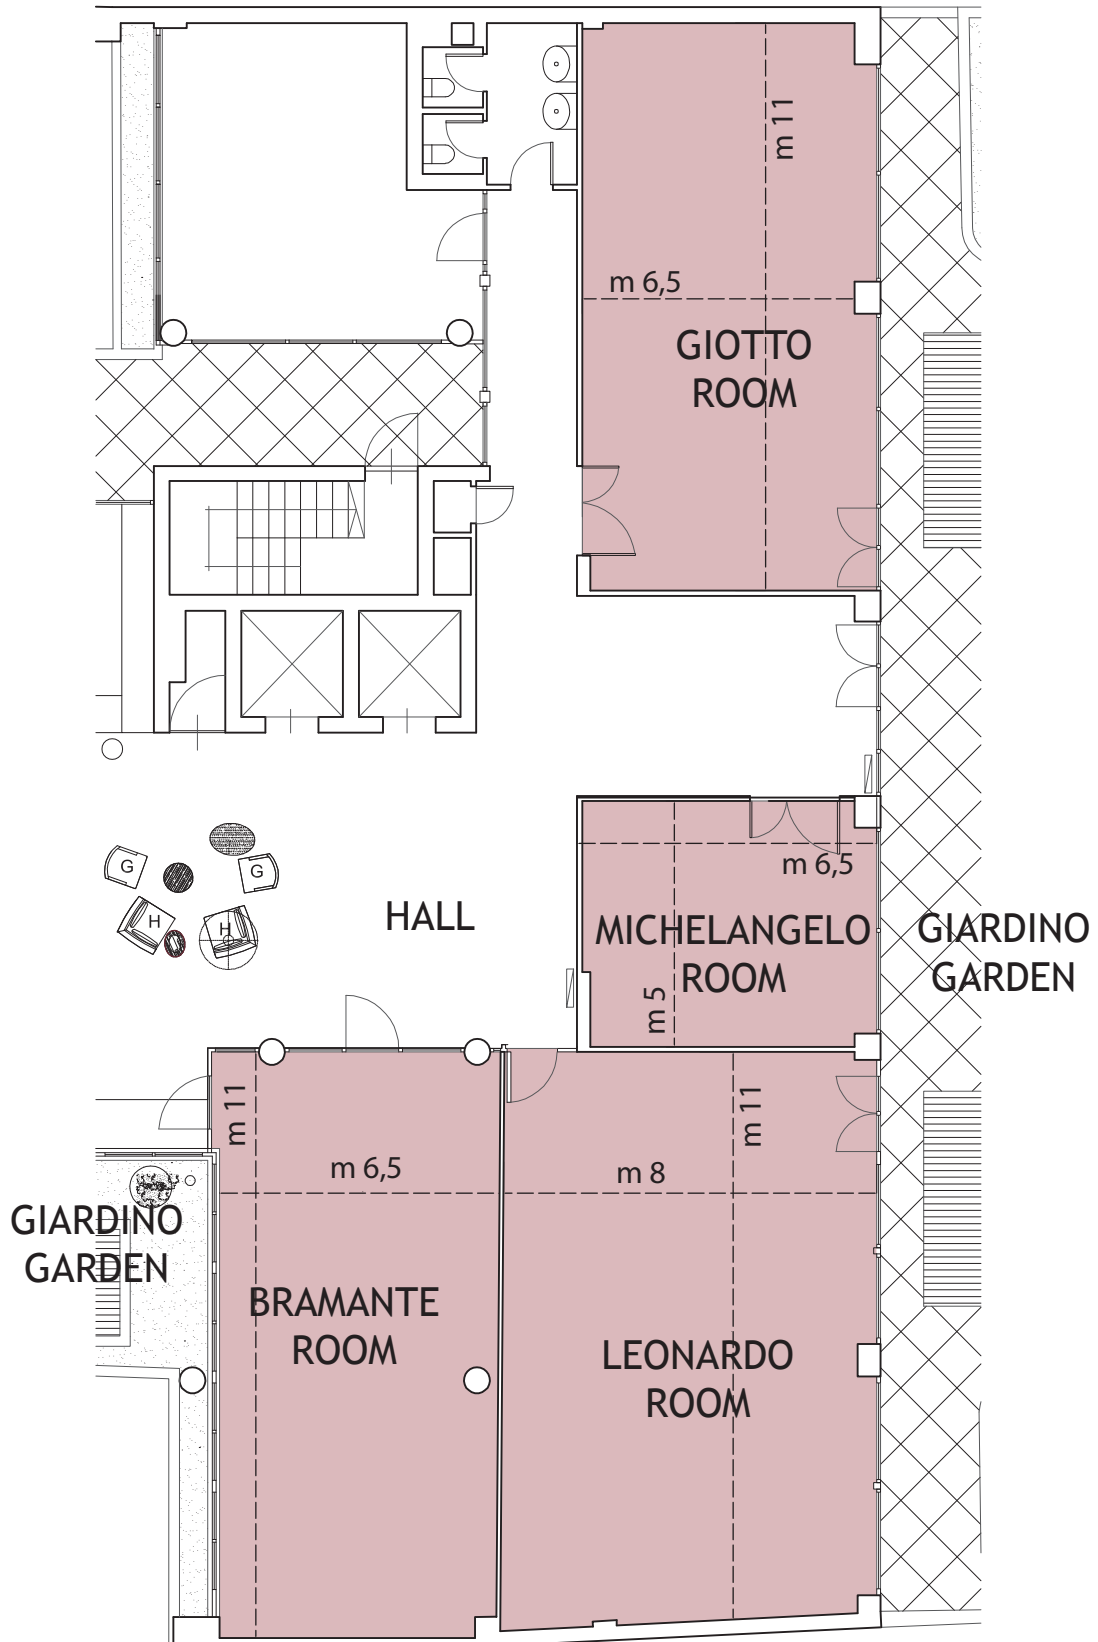 m 11
m 6,5
GIOTTO
ROOM
m 6,5
G
G
H
H
HALL
MICHELANGELO
ROOM
m 5
GIARDINO
GARDEN
m 11
m 11
m 6,5
m 8
GIARDINO
GARDEN
BRAMANTE
ROOM
LEONARDO
ROOM